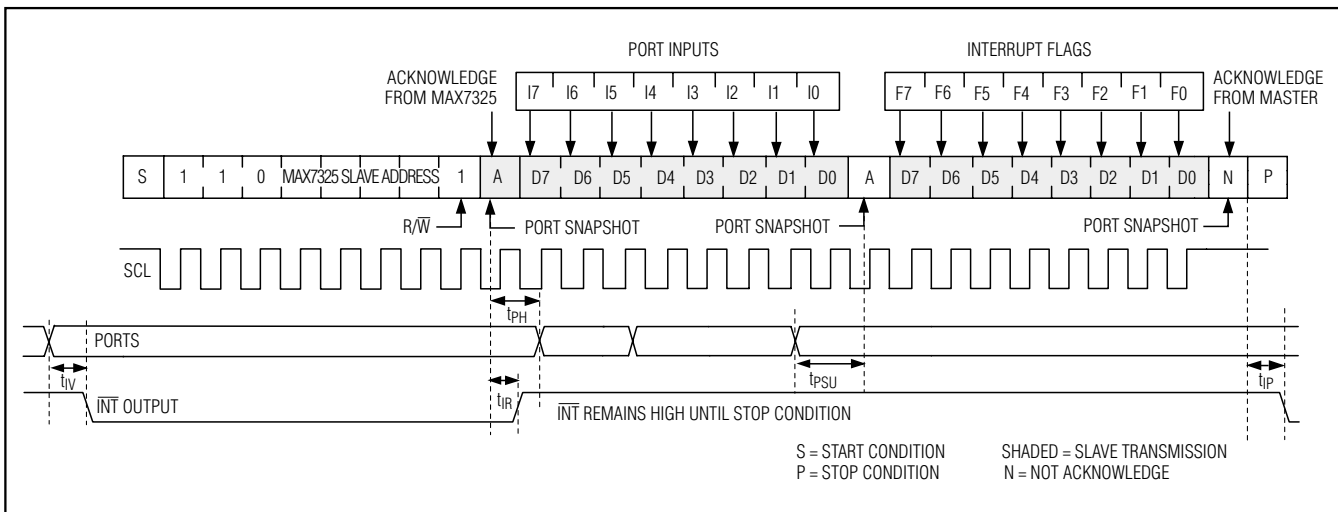 PORT INPUTS INTERRUPT FLAGS
ACKNOWLEDGE FROM MAX7325
I7 I6 I5 I4 I3 I2 I1 I0
F7 F6 F5 F4 F3 F2 F1 F0
ACKNOWLEDGE FROM MASTER
S 1 1 0 MAX7325 SLAVE ADDRESS 1 A D7 D6 D5 D4 D3 D2 D1 D0 A D7 D6 D5 D4 D3 D2 D1 D0 N P
R/W̅ PORT SNAPSHOT PORT SNAPSHOT PORT SNAPSHOT
SCL
tPH
PORTS
tIV tIR tPSU tIP
I̅N̅T̅ OUTPUT I̅N̅T̅ REMAINS HIGH UNTIL STOP CONDITION
S = START CONDITION SHADED = SLAVE TRANSMISSION
P = STOP CONDITION N = NOT ACKNOWLEDGE